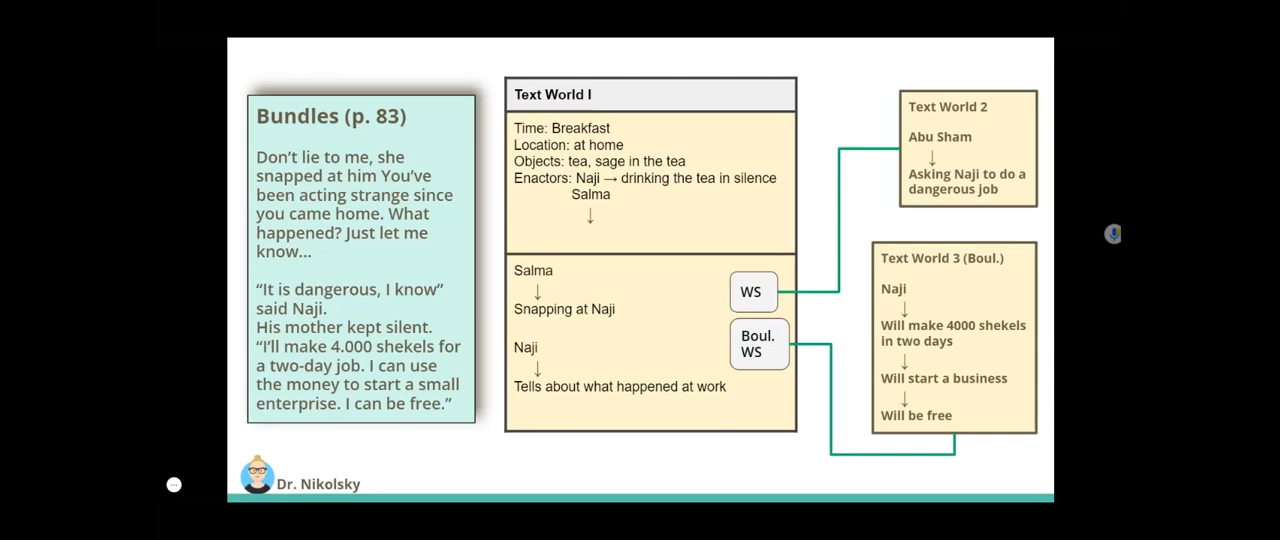 Bundles (p. 83)
Don’t lie to me, she
snapped at him You’ve
been acting strange since
you came home. What
happened? Just let me
know...
“It is dangerous, I know”
said Naji.
His mother kept silent.
“I’ll make 4.000 shekels for
a two-day job. I can use
the money to start a small
enterprise. I can be free.”
Dr. Nikolsky
Text World I
Time: Breakfast
Location: at home
Objects: tea, sage in the tea
Enactors: Naji → drinking the tea in silence
Salma
↓
Salma
↓
Snapping at Naji
Naji
↓
Tells about what happened at work
WS
Boul.
WS
Text World 2
Abu Sham
↓
Asking Naji to do a
dangerous job
Text World 3 (Boul.)
Naji
↓
Will make 4000 shekels
in two days
↓
Will start a business
↓
Will be free